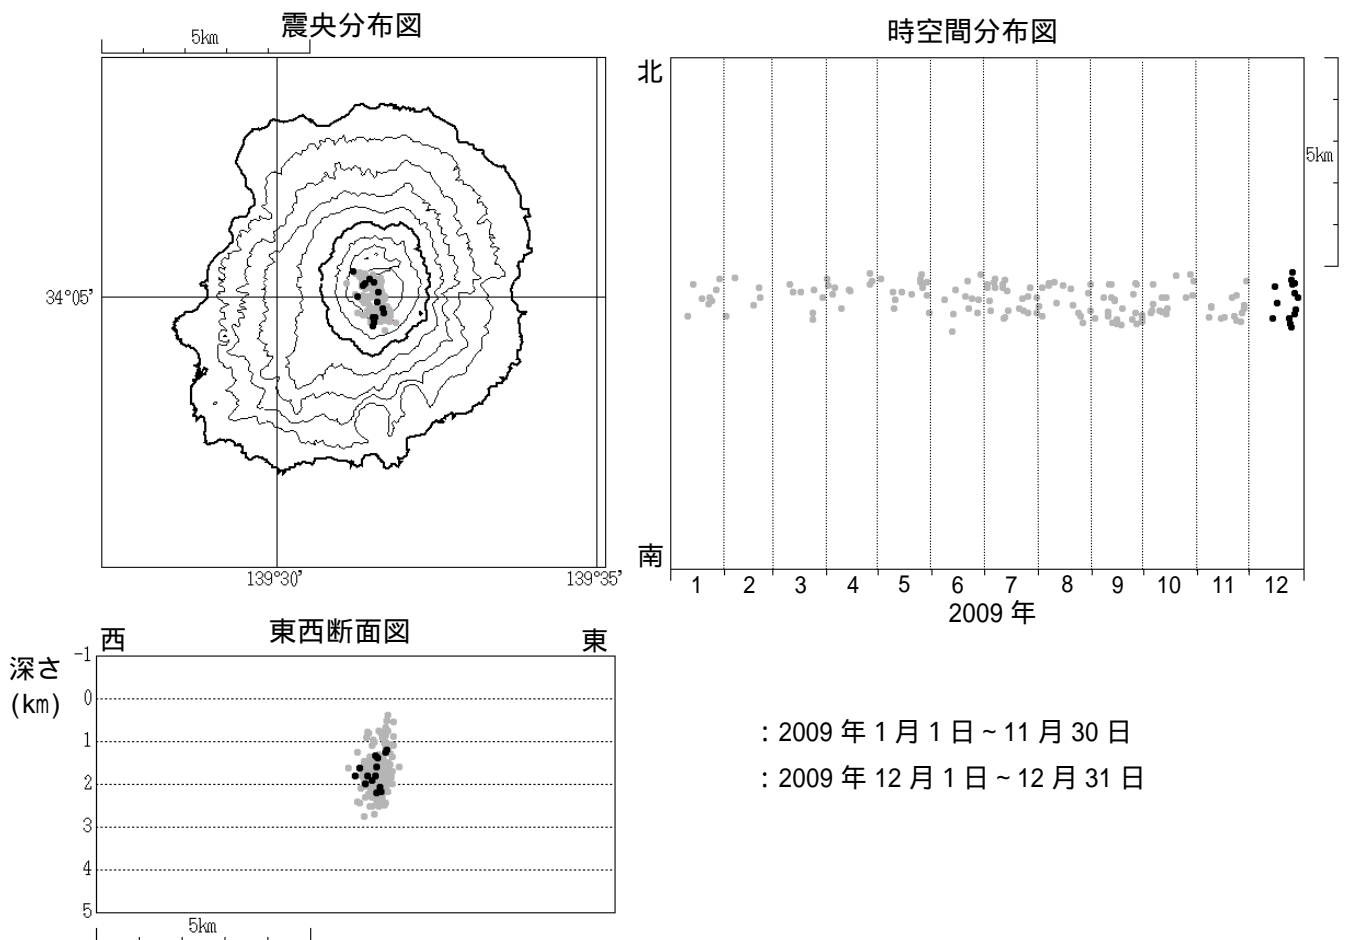 震央分布図
5km
34°05'
139°30'
139°35'
時空間分布図
北
南
5km
1 2 3 4 5 6 7 8 9 10 11 12
2009 年
東西断面図
西
東
深さ
(km)
-1
0
1
2
3
4
5
5km
：2009 年 1 月 1 日 ~ 11 月 30 日
：2009 年 12 月 1 日 ~ 12 月 31 日